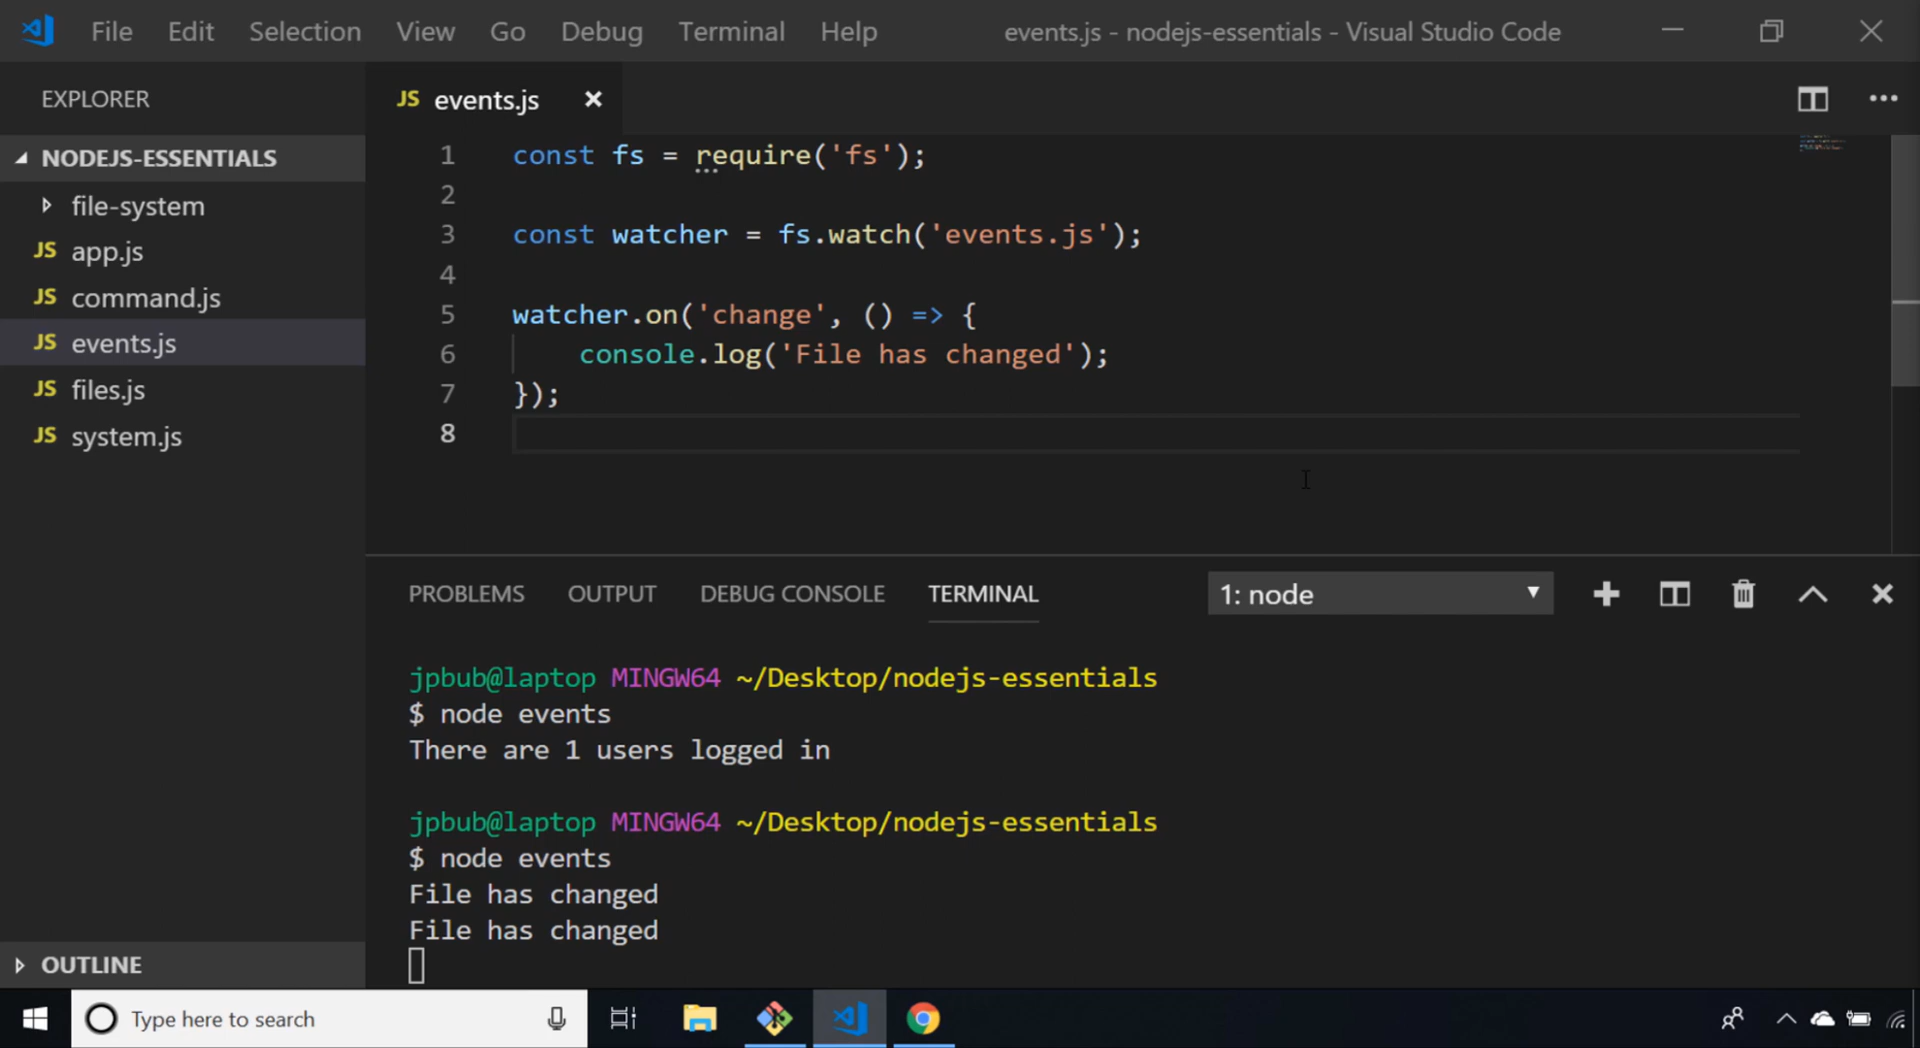 File Edit Selection View Go Debug Terminal Help events.js - nodejs-essentials - Visual Studio Code
EXPLORER
NODEJS-ESSENTIALS
file-system
JS app.js
JS command.js
JS events.js
JS files.js
JS system.js
OUTLINE
JS events.js
1 const fs = require('fs');
2
3 const watcher = fs.watch('events.js');
4
5 watcher.on('change', () => {
6 console.log('File has changed');
7 });
8
PROBLEMS OUTPUT DEBUG CONSOLE TERMINAL 1: node
jpbub@laptop MINGW64 ~/Desktop/nodejs-essentials
$ node events
There are 1 users logged in
jpbub@laptop MINGW64 ~/Desktop/nodejs-essentials
$ node events
File has changed
File has changed
Type here to search